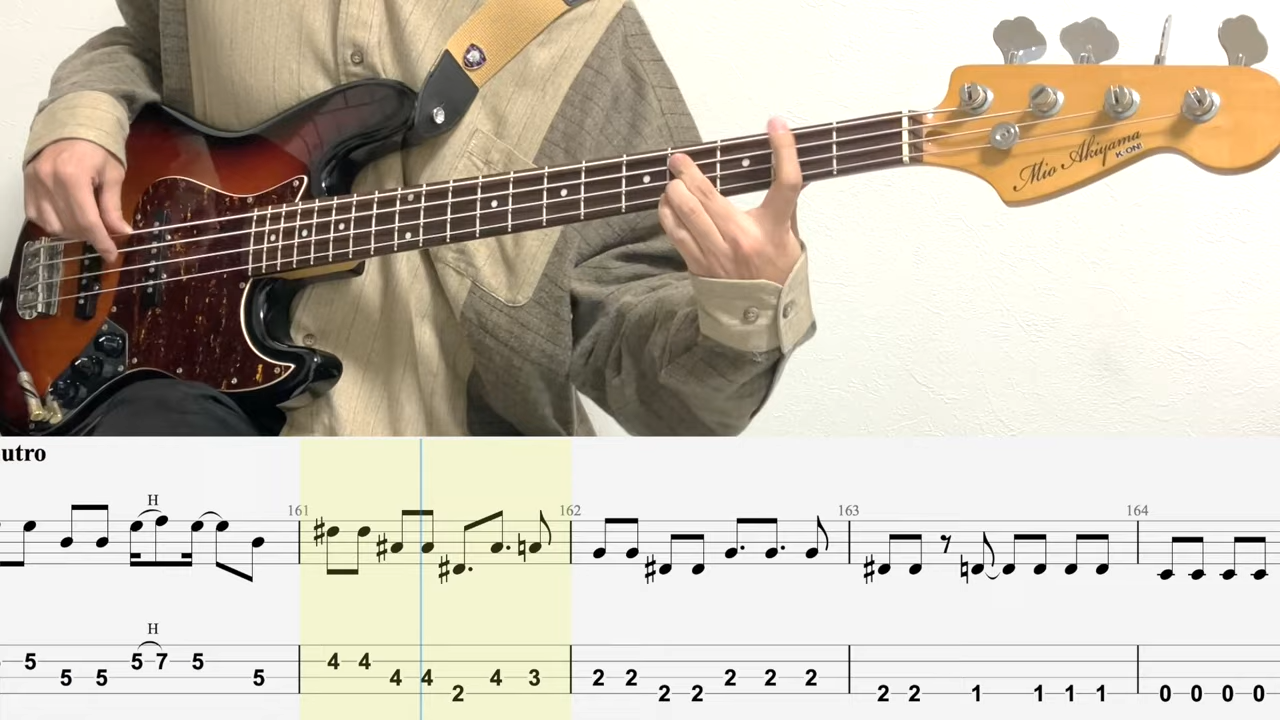 Mio Akiyama
K-ON!
utro
H
161
162
163
164
H
5 5 5 5 7 5 5
4 4 4 4 2 4 3
2 2 2 2 2 2 2
2 2 1 1 1 1
0 0 0 0